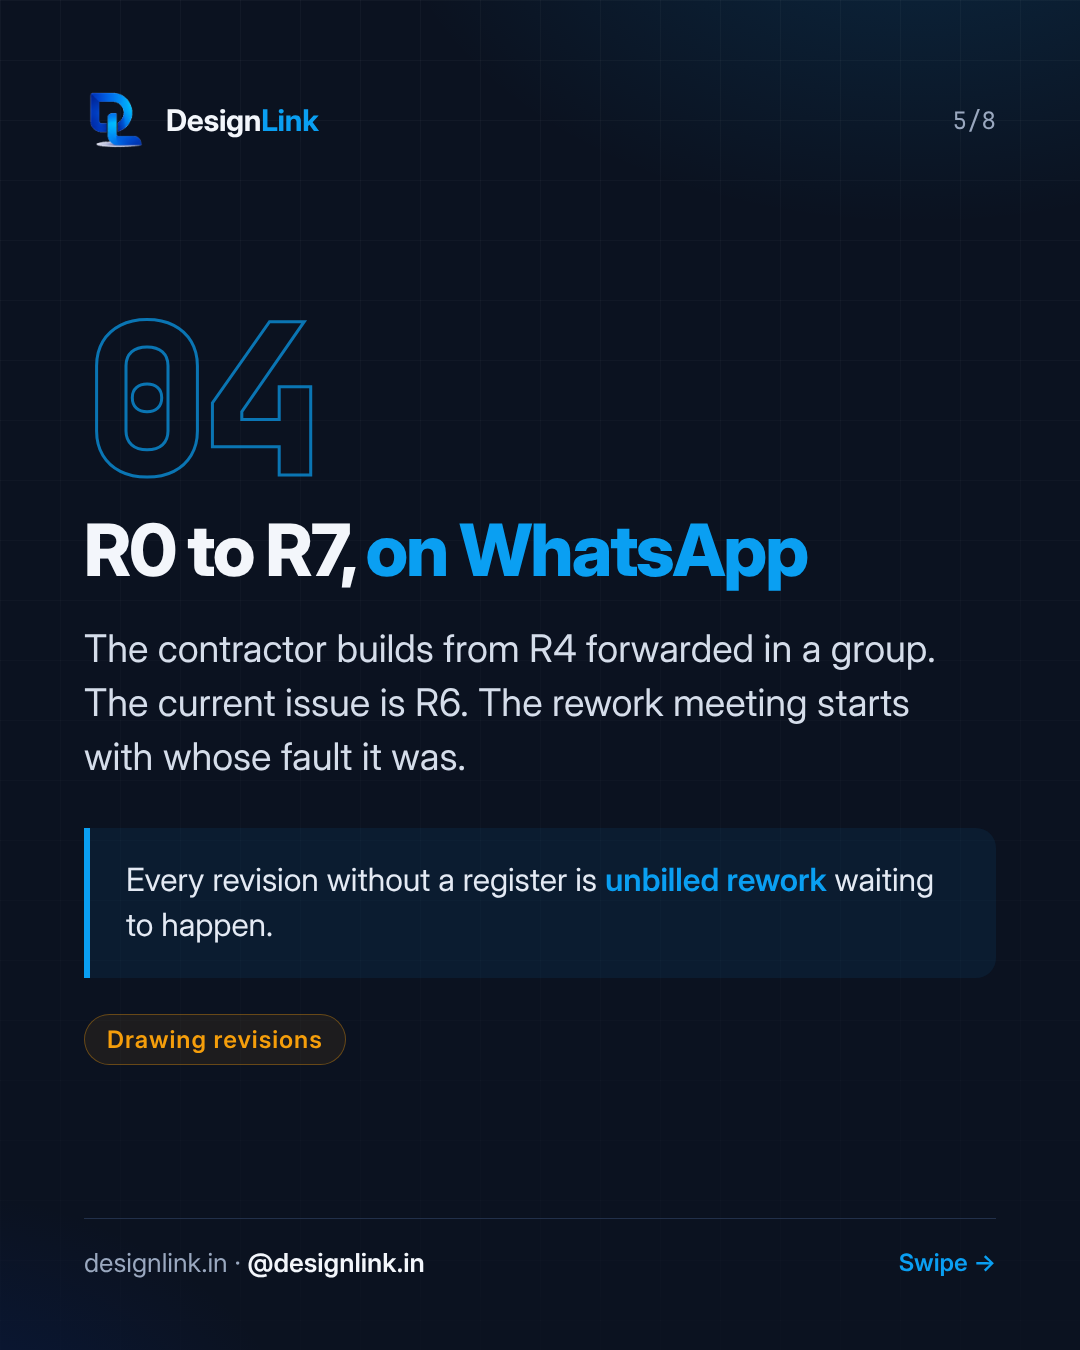 DesignLink
5/8
04
R0 to R7, on WhatsApp
The contractor builds from R4 forwarded in a group.
The current issue is R6. The rework meeting starts
with whose fault it was.
Every revision without a register is unbilled rework waiting
to happen.
Drawing revisions
designlink.in · @designlink.in
Swipe →